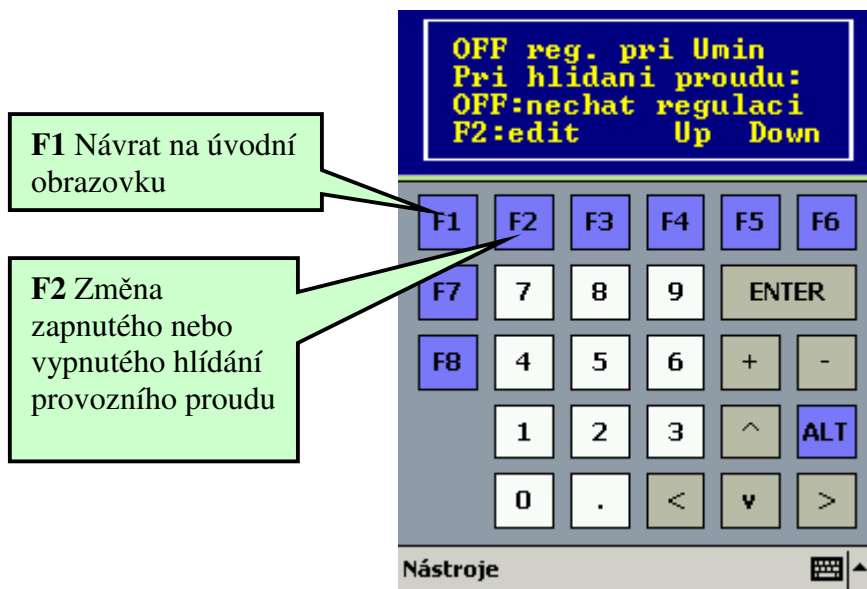 OFF reg. pri Umin
Pri hlidani proudu:
OFF:nechat regulaci
F2:edit Up Down
F1 Návrat na úvodní
obrazovku
F2 Změna
zapnutého nebo
vypnutého hlídání
provozního proudu
F1 F2 F3 F4 F5 F6
F7 7 8 9 ENTER
F8 4 5 6 + -
1 2 3 ^ ALT
0 . < v >
Nástroje